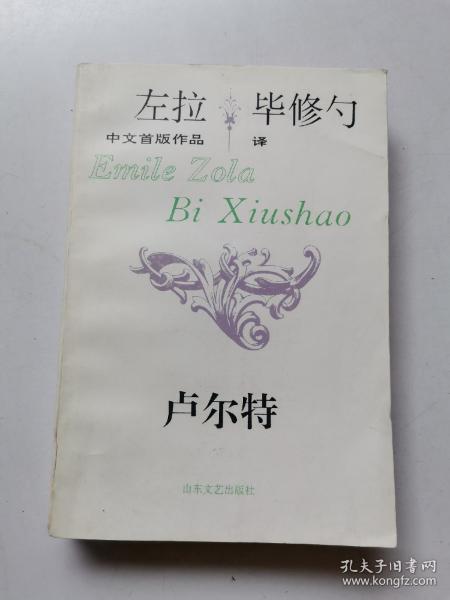 左拉 毕修勺
中文首版作品 译
Emile Zola
Bi Xiushao
卢尔特
山东文艺出版社
孔夫子旧书网
www.kongfz.com